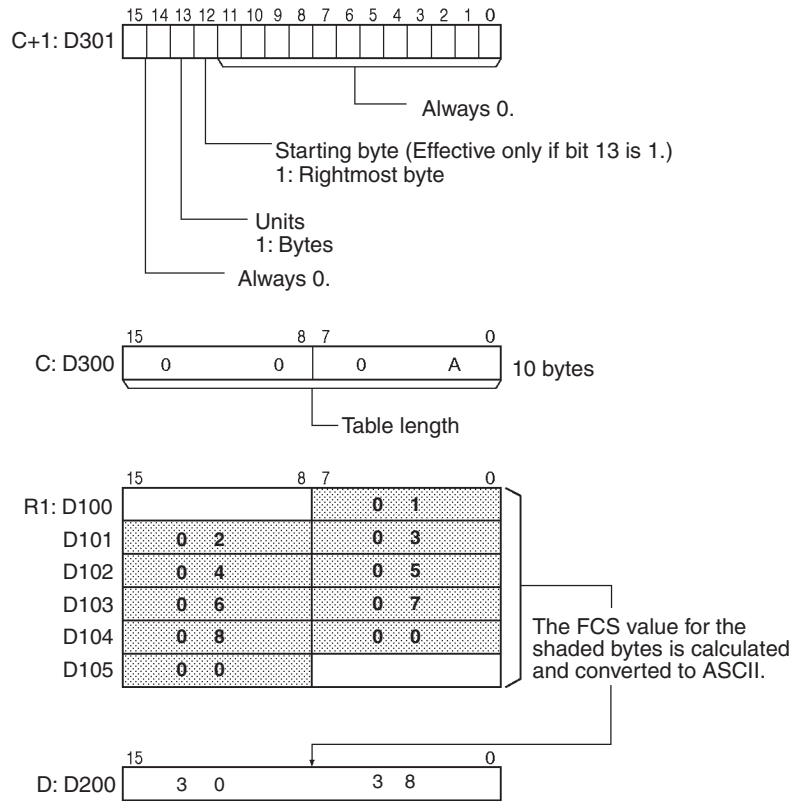 15 14 13 12 11 10 9 8 7 6 5 4 3 2 1 0
C+1: D301
Always 0.
Starting byte (Effective only if bit 13 is 1.)
1: Rightmost byte
Units
1: Bytes
Always 0.
15 8 7 0
C: D300 0 0 0 A 10 bytes
Table length
15 8 7 0
R1: D100 0 1
D101 0 2 0 3
D102 0 4 0 5
D103 0 6 0 7
D104 0 8 0 0
D105 0 0
The FCS value for the
shaded bytes is calculated
and converted to ASCII.
15 0
D: D200 3 0 3 8